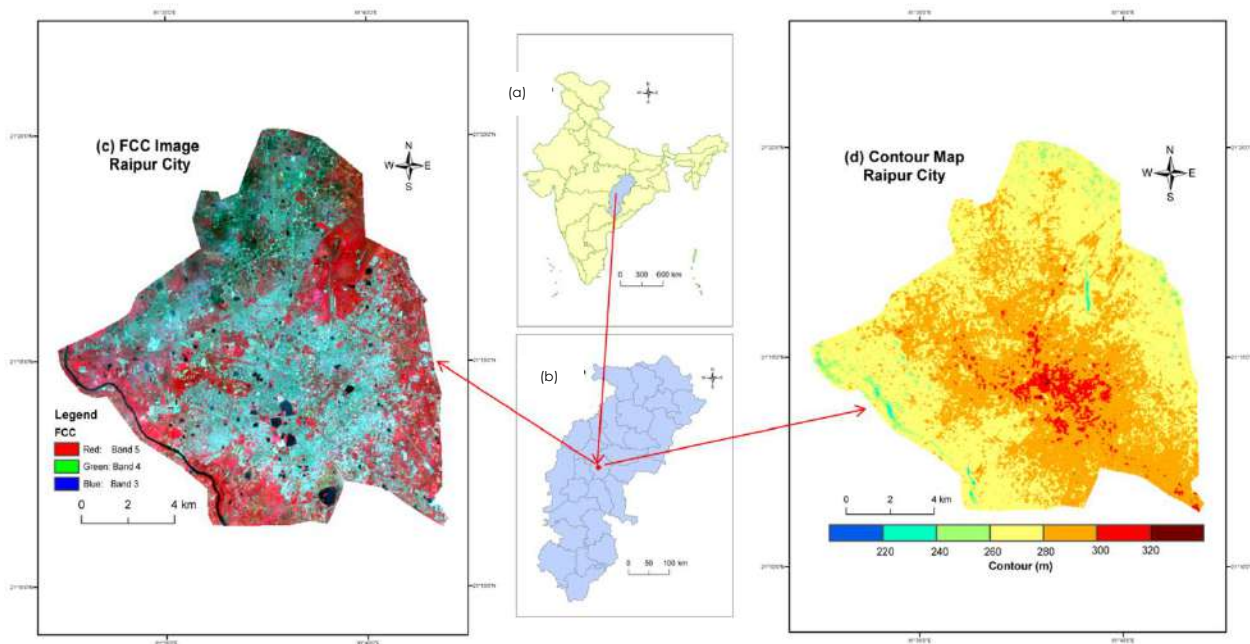 (c) FCC Image
Raipur City
N
W E
S
Legend
FCC
Red: Band 5
Green: Band 4
Blue: Band 3
0 2 4 km
(a)
0 300 600 km
(b)
0 50 100 km
(d) Contour Map
Raipur City
N
W E
S
0 2 4 km
220 240 260 280 300 320
Contour (m)